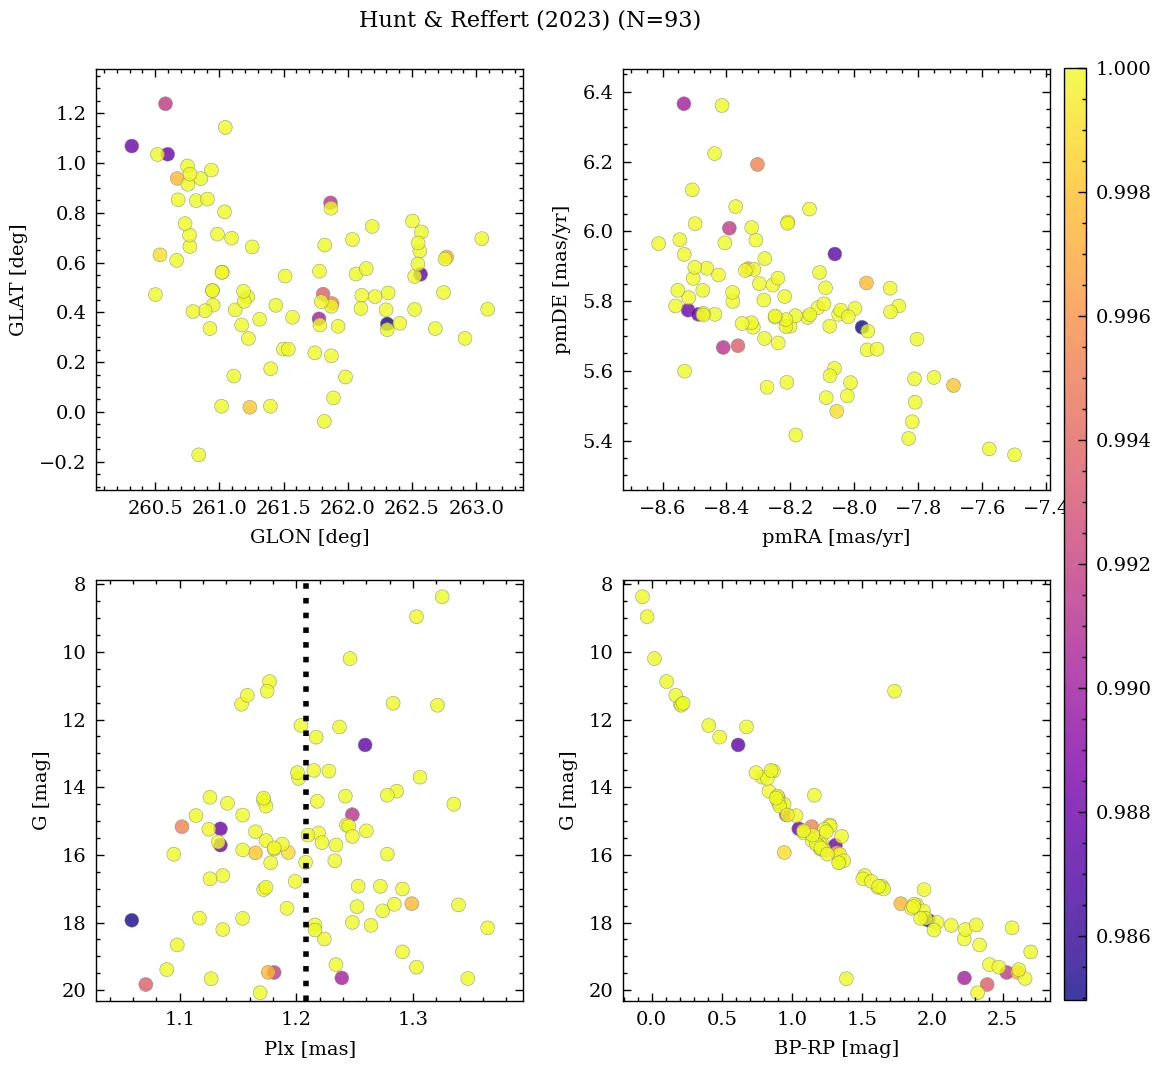 Hunt & Reffert (2023) (N=93)
1.2
1.0
0.8
0.6
0.4
0.2
0.0
−0.2
GLAT [deg]
260.5 261.0 261.5 262.0 262.5 263.0
GLON [deg]
6.4
6.2
6.0
5.8
5.6
5.4
pmDE [mas/yr]
−8.6 −8.4 −8.2 −8.0 −7.8 −7.6 −7.4
pmRA [mas/yr]
8
10
12
14
16
18
20
G [mag]
1.1 1.2 1.3
Plx [mas]
8
10
12
14
16
18
20
G [mag]
0.0 0.5 1.0 1.5 2.0 2.5
BP-RP [mag]
1.000
0.998
0.996
0.994
0.992
0.990
0.988
0.986